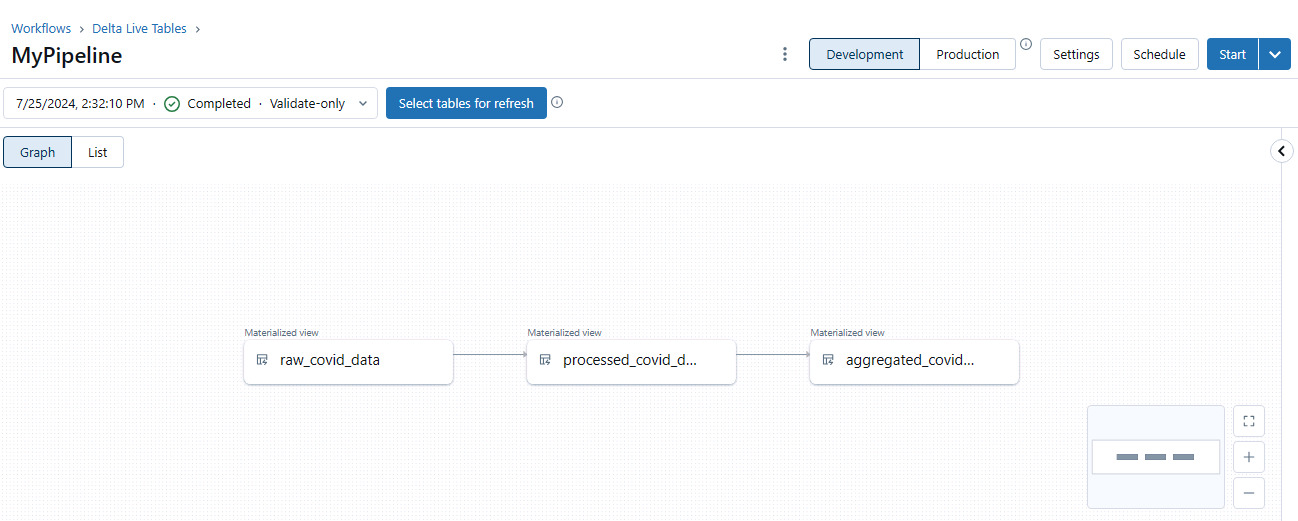 Workflows › Delta Live Tables ›
MyPipeline
Development Production Settings Schedule Start
7/25/2024, 2:32:10 PM · Completed · Validate-only Select tables for refresh
Graph List
Materialized view Materialized view Materialized view
raw_covid_data processed_covid_d... aggregated_covid...